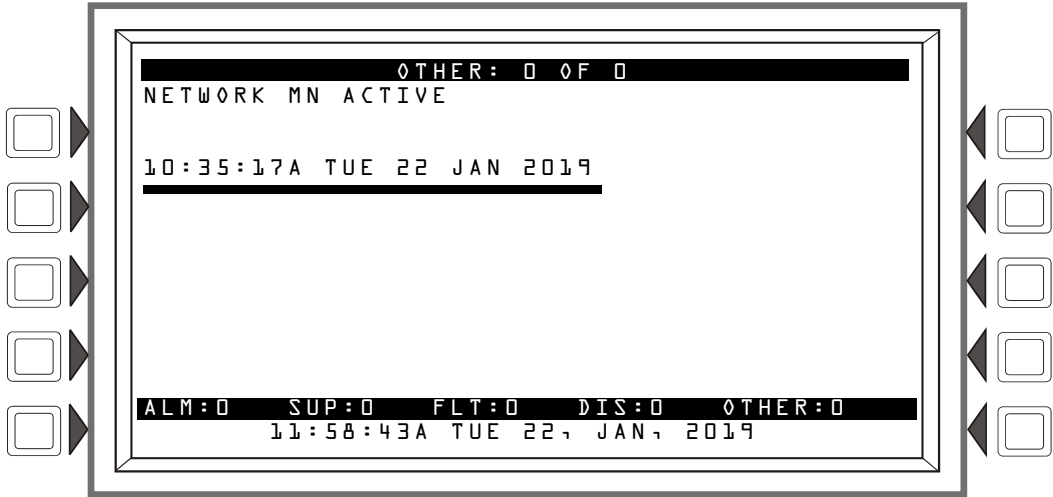 OTHER: 0 OF 0
NETWORK MN ACTIVE
10:35:17A TUE 22 JAN 2019
ALM:0 SUP:0 FLT:0 DIS:0 OTHER:0
11:58:43A TUE 22, JAN, 2019